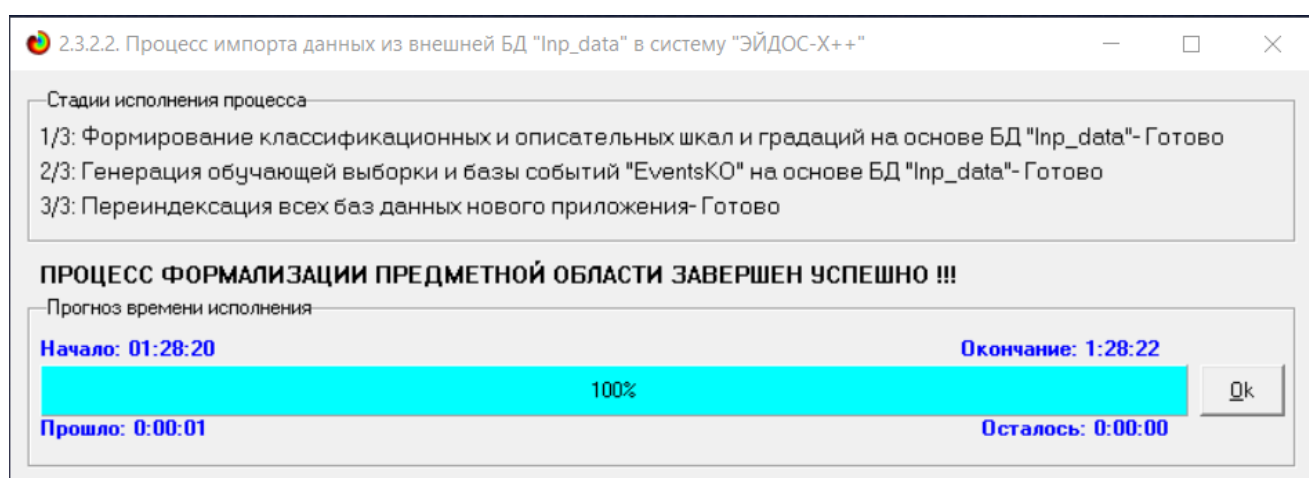 2.3.2.2. Процесс импорта данных из внешней БД "Inp_data" в систему "ЭЙДОС-X++"
Стадии исполнения процесса
1/3: Формирование классификационных и описательных шкал и градаций на основе БД "Inp_data"- Готово
2/3: Генерация обучающей выборки и базы событий "EventsKO" на основе БД "Inp_data"- Готово
3/3: Переиндексация всех баз данных нового приложения- Готово
ПРОЦЕСС ФОРМАЛИЗАЦИИ ПРЕДМЕТНОЙ ОБЛАСТИ ЗАВЕРШЕН УСПЕШНО !!!
Прогноз времени исполнения
Начало: 01:28:20 Окончание: 1:28:22
100% Ok
Прошло: 0:00:01 Осталось: 0:00:00